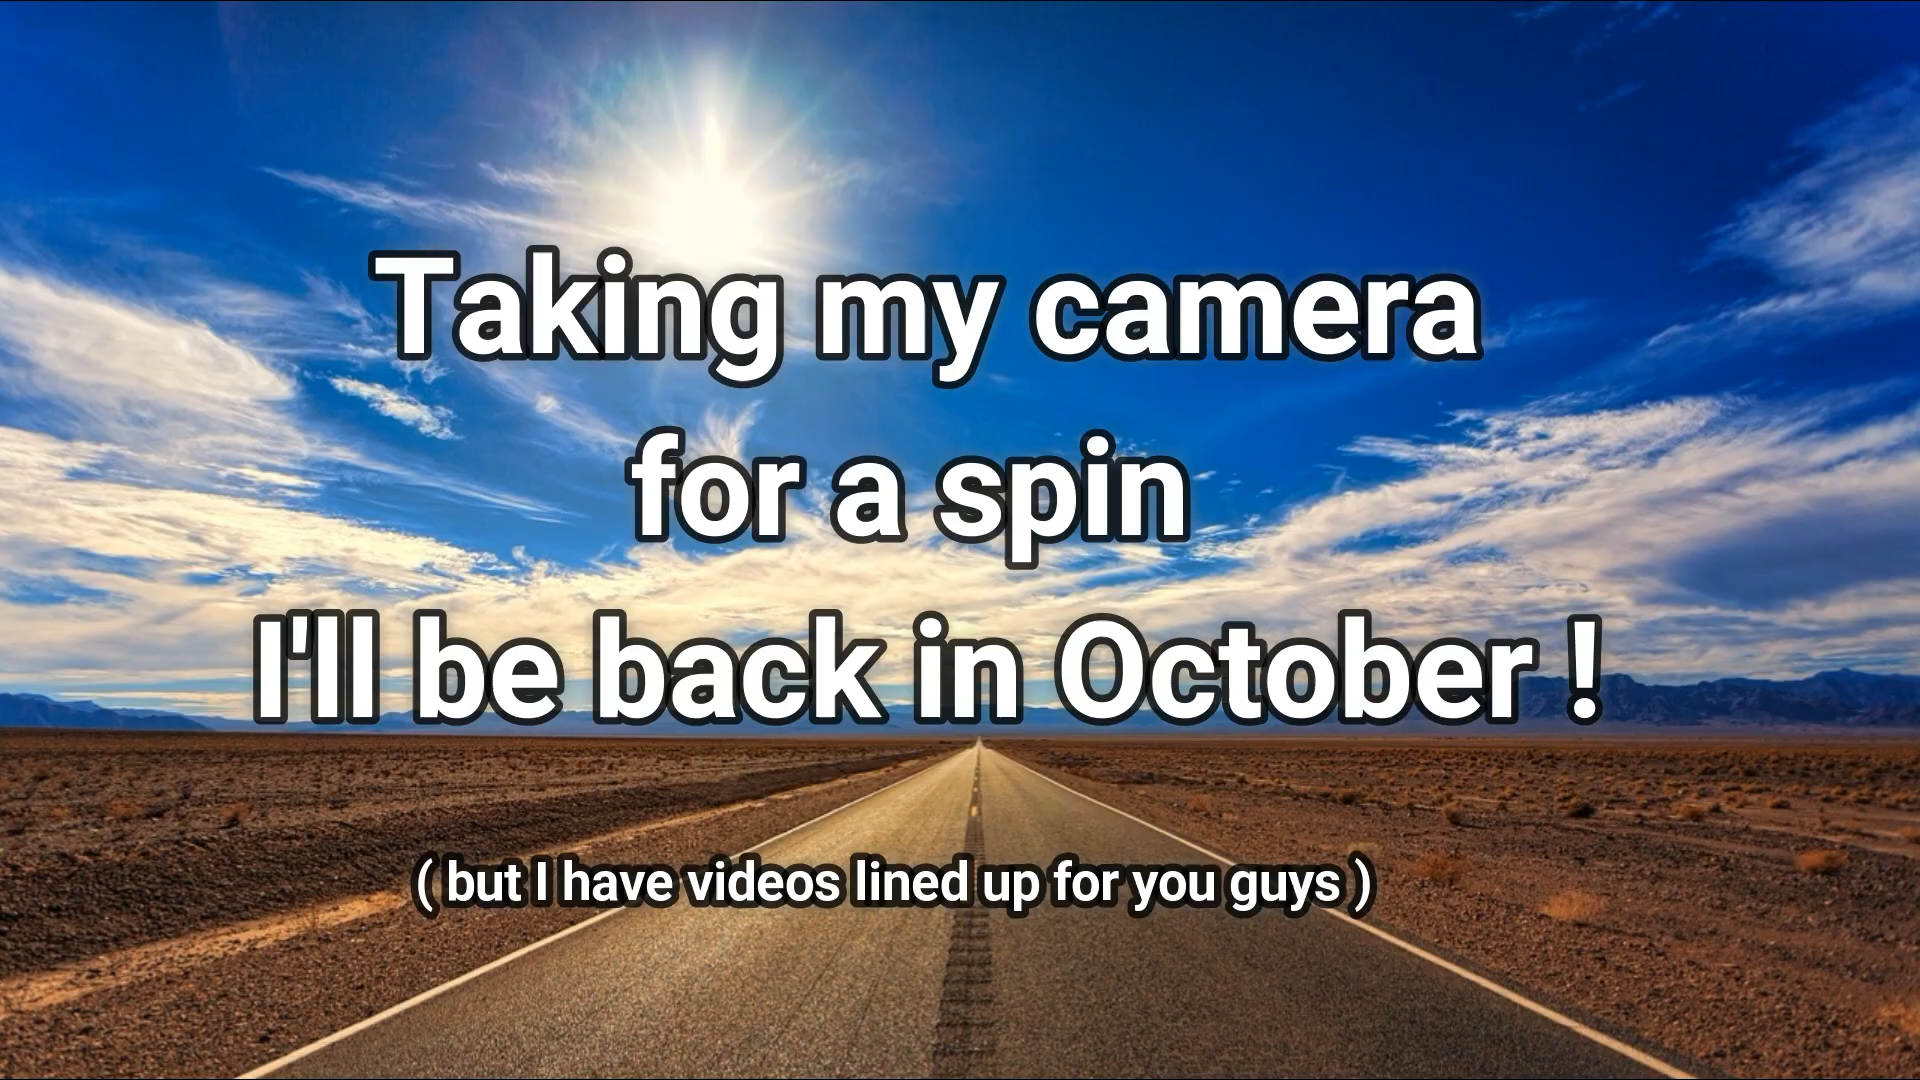 Taking my camera
for a spin
I'll be back in October !
( but I have videos lined up for you guys )